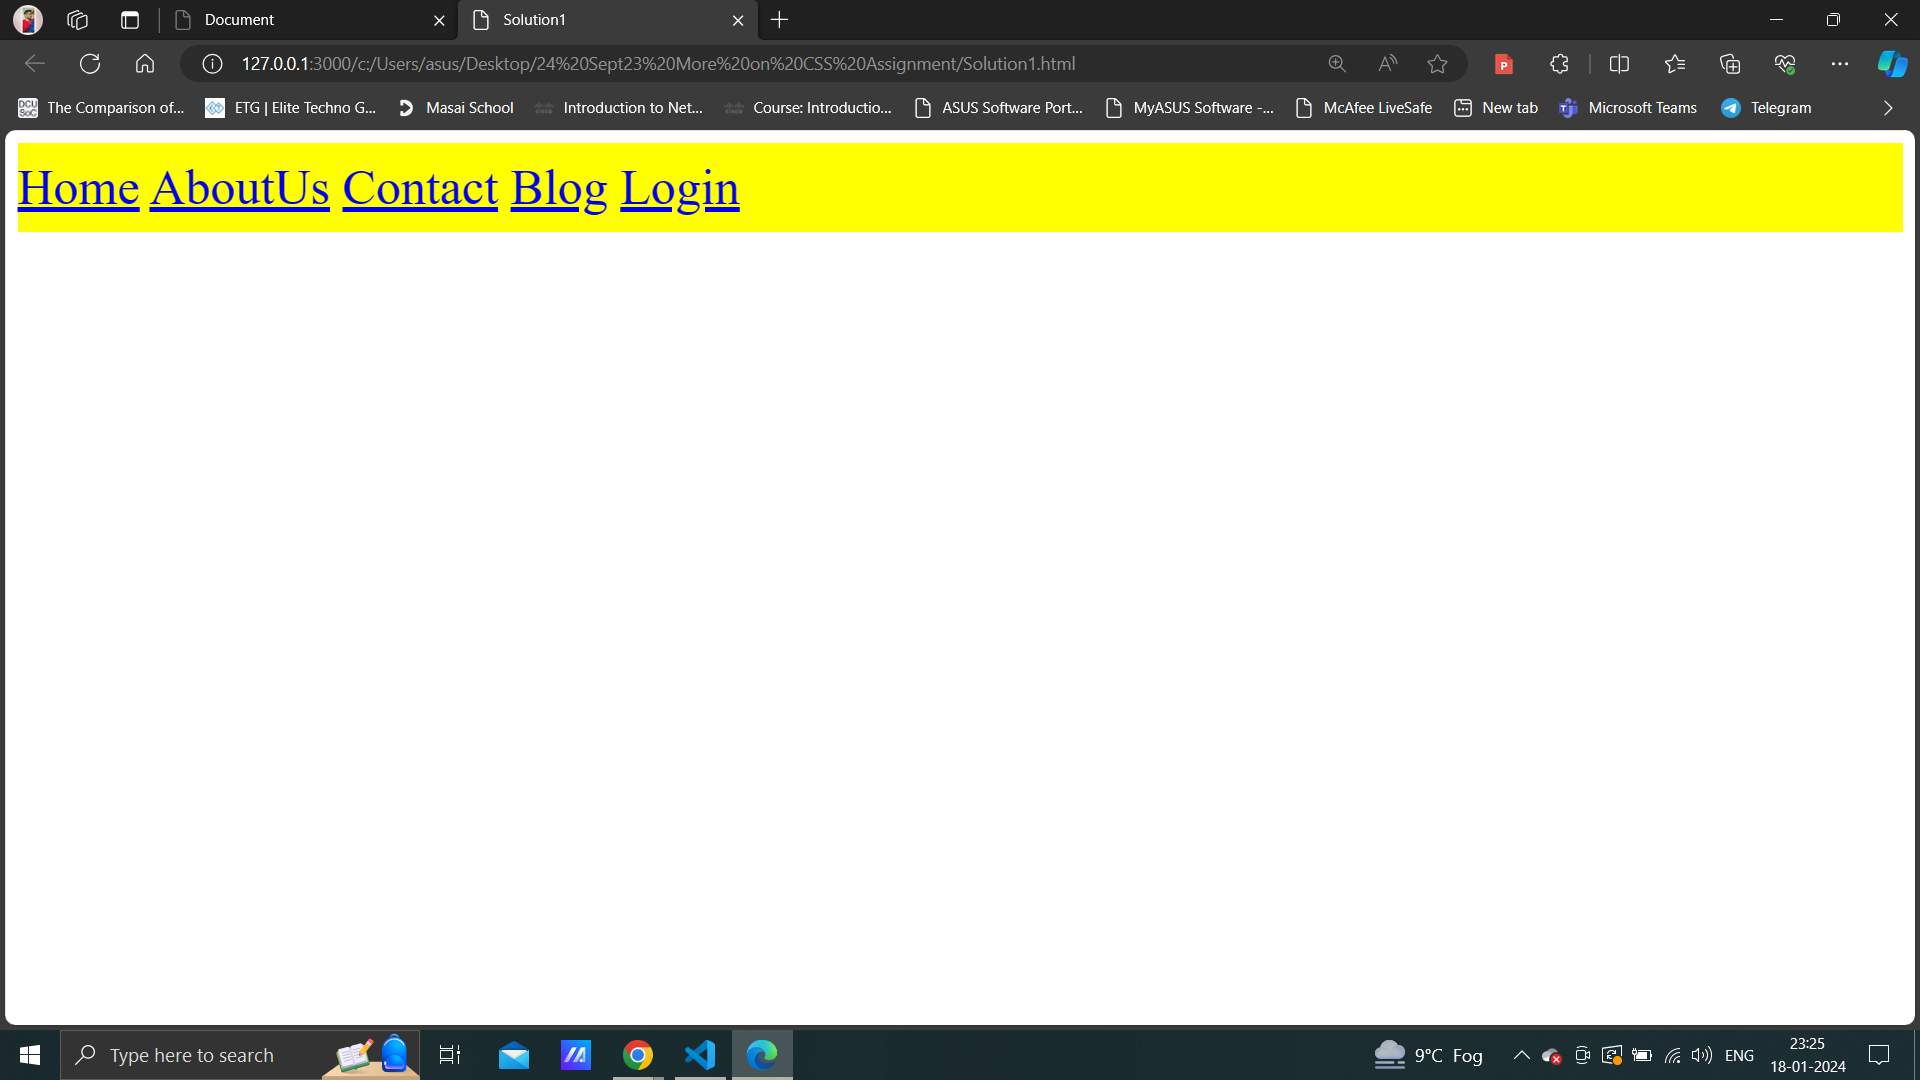 Document
Solution1
127.0.0.1:3000/c:/Users/asus/Desktop/24%20Sept23%20More%20on%20CSS%20Assignment/Solution1.html
The Comparison of... ETG | Elite Techno G... Masai School Introduction to Net... Course: Introductio... ASUS Software Port... MyASUS Software -... McAfee LiveSafe New tab Microsoft Teams Telegram
Home AboutUs Contact Blog Login
Type here to search
9°C Fog
ENG
23:25
18-01-2024